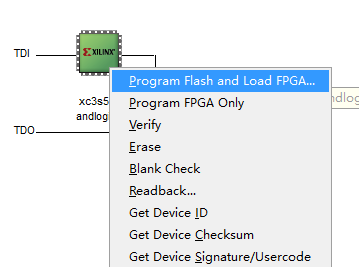 TDI
XILINX®
Program Flash and Load FPGA...
xc3s5
Program FPGA Only
andlog
TDO
Verify
Erase
Blank Check
Readback...
Get Device ID
Get Device Checksum
Get Device Signature/Usercode